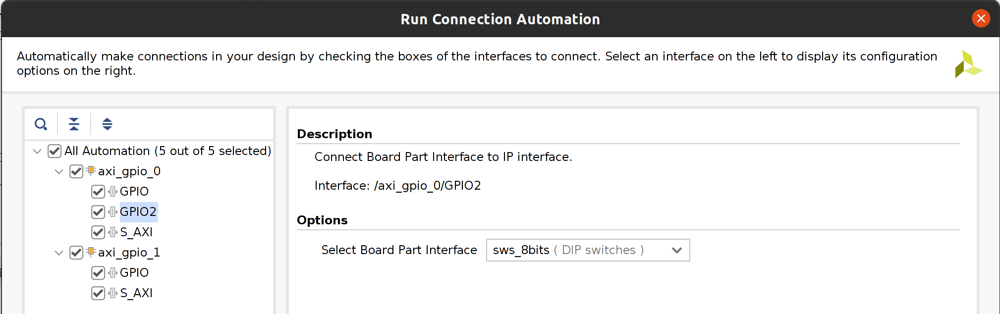 Run Connection Automation
Automatically make connections in your design by checking the boxes of the interfaces to connect. Select an interface on the left to display its configuration
options on the right.
All Automation (5 out of 5 selected)
axi_gpio_0
GPIO
GPIO2
S_AXI
axi_gpio_1
GPIO
S_AXI
Description
Connect Board Part Interface to IP interface.
Interface: /axi_gpio_0/GPIO2
Options
Select Board Part Interface sws_8bits ( DIP switches )